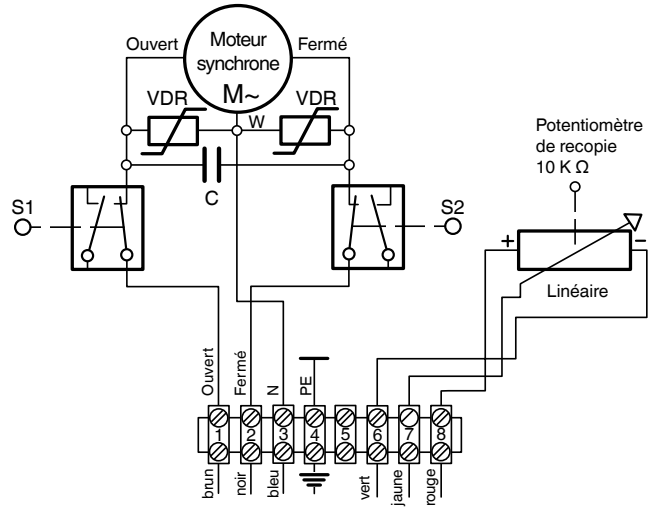 Ouvert
Moteur
synchrone
M~
Fermé
VDR
VDR
W
C
S1
S2
Potentiomètre
de recopie
10 K Ω
+
−
Linéaire
Ouvert
Fermé
N
PE
1 2 3 4 5 6 7 8
brun
noir
bleu
vert
jaune
rouge